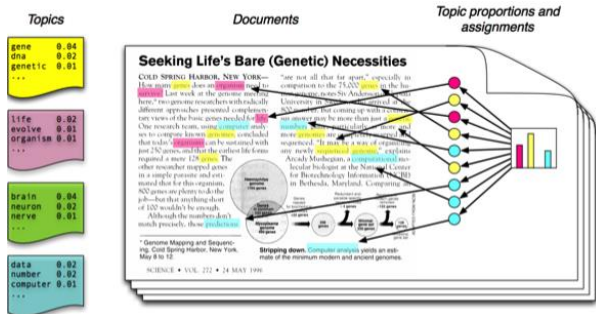 Topics
Documents
Topic proportions and
assignments
gene 0.04
dna 0.02
genetic 0.01
...
life 0.02
evolve 0.01
organism 0.01
...
brain 0.04
neuron 0.02
nerve 0.01
...
data 0.02
number 0.02
computer 0.01
...
Seeking Life's Bare (Genetic) Necessities
COLD SPRING HARBOR, NEW YORK—
How many genes does an organism need to
survive? Last week at the genome meeting
here,* two genome researchers with radically
different approaches presented complemen-
tary views of the basic genes needed for life.
One research team, using computer analy-
ses to compare known genomes, concluded
that today's organisms can be sustained with
just 250 genes, and that the earliest life forms
required a mere 128 genes. The
other researcher mapped genes
in a simple parasite and esti-
mated that for this organism,
800 genes are plenty to do the
job—but that anything short
of 100 wouldn't be enough.
Although the numbers don't
match precisely, those predictions
* Genome Mapping and Sequenc-
ing, Cold Spring Harbor, New York,
May 8 to 12.
"are not all that far apart," especially in
comparison to the 75,000 genes in the hu-
genome, notes Siv Andersson
University in
800 number. But coming up with a
sus answer may be more than just a
numbers particularly more and
more genomes are
sequenced. "It may be a way of organizing
any newly sequenced genome," explains
Arcady Mushegian, a computational mo-
lecular biologist at the National Center
for Biotechnology Information (NCBI)
in Bethesda, Maryland. Comparing
Stripping down. Computer analysis yields an esti-
mate of the minimum modern and ancient genomes.
SCIENCE • VOL. 272 • 24 MAY 1996